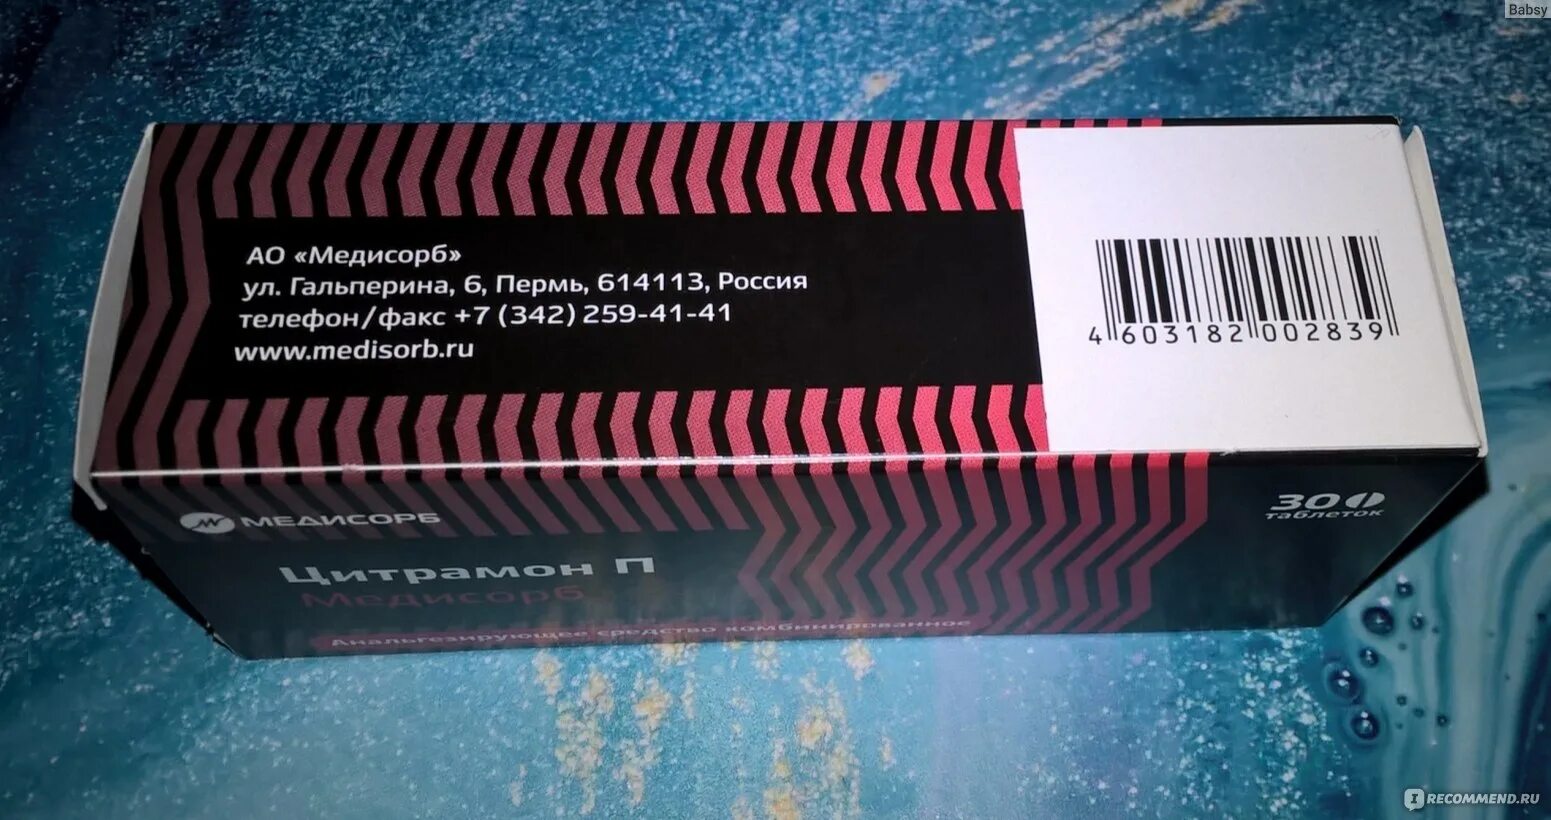 Babsy
АО «Медисорб»
ул. Гальперина, 6, Пермь, 614113, Россия
телефон/факс +7 (342) 259-41-41
www.medisorb.ru
4 603182 002839
МЕДИСОРБ
30
таблеток
Цитрамон П
Медисорб
Анальгезирующее средство комбинированное
IRECOMMEND.RU